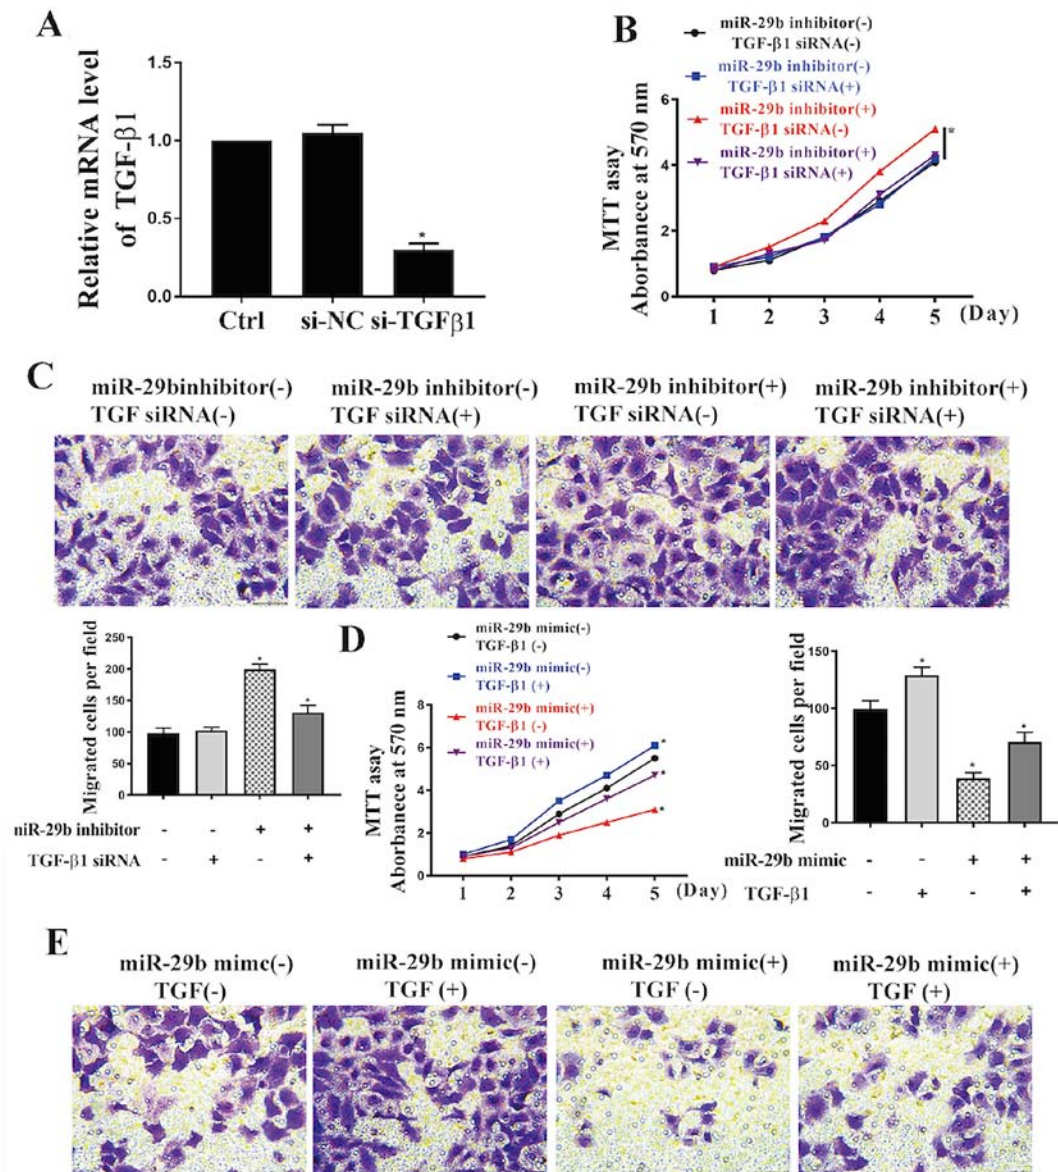 A
Relative mRNA level
of TGF-β1
1.5
1.0
0.5
0.0
*
Ctrl
si-NC
si-TGFβ1
B
miR-29b inhibitor(-)
TGF-β1 siRNA(-)
miR-29b inhibitor(-)
TGF-β1 siRNA(+)
miR-29b inhibitor(+)
TGF-β1 siRNA(-)
miR-29b inhibitor(+)
TGF-β1 siRNA(+)
MTT asay
Aborbanece at 570 nm
6
4
2
0
*
1 2 3 4 5 (Day)
C
miR-29binhibitor(-)
TGF siRNA(-)
miR-29b inhibitor(-)
TGF siRNA(+)
miR-29b inhibitor(+)
TGF siRNA(-)
miR-29b inhibitor(+)
TGF siRNA(+)
Migrated cells per field
250
200
150
100
50
0
*
*
niR-29b inhibitor - - + +
TGF-β1 siRNA - + - +
D
miR-29b mimic(-)
TGF-β1 (-)
miR-29b mimic(-)
TGF-β1 (+)
miR-29b mimic(+)
TGF-β1 (-)
miR-29b mimic(+)
TGF-β1 (+)
MTT asay
Aborbanece at 570 nm
8
6
4
2
0
*
*
*
1 2 3 4 5 (Day)
Migrated cells per field
150
100
50
0
*
*
*
miR-29b mimic - - + +
TGF-β1 - + - +
E
miR-29b mimc(-)
TGF(-)
miR-29b mimic(-)
TGF (+)
miR-29b mimic(+)
TGF (-)
miR-29b mimic(+)
TGF (+)